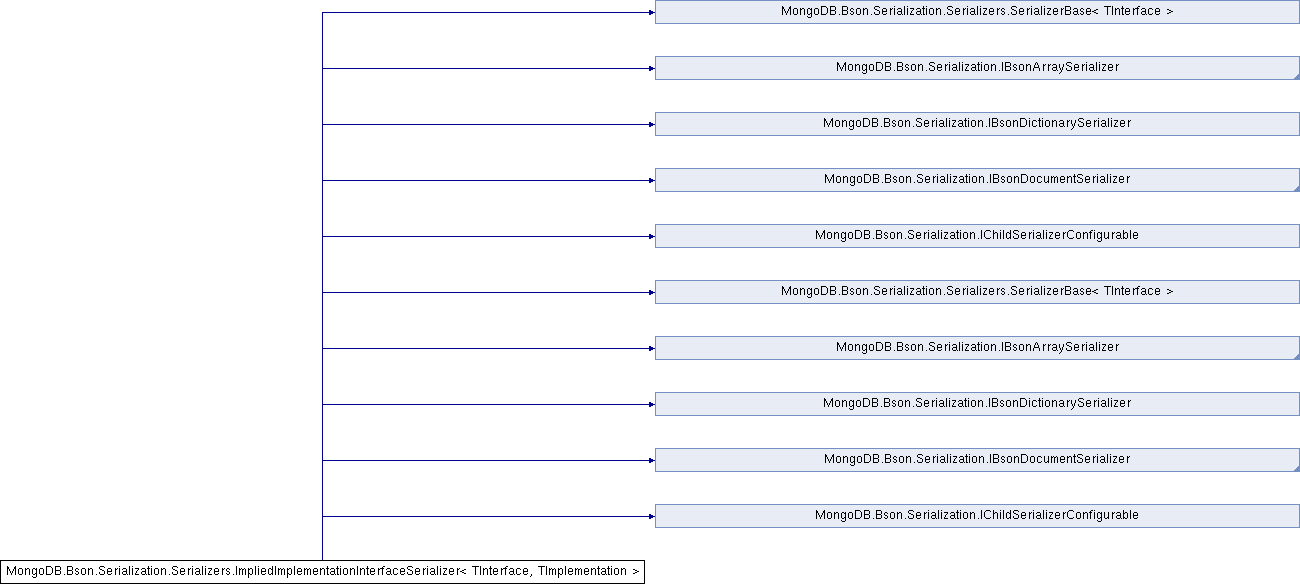 MongoDB.Bson.Serialization.Serializers.SerializerBase< TInterface >
MongoDB.Bson.Serialization.IBsonArraySerializer
MongoDB.Bson.Serialization.IBsonDictionarySerializer
MongoDB.Bson.Serialization.IBsonDocumentSerializer
MongoDB.Bson.Serialization.IChildSerializerConfigurable
MongoDB.Bson.Serialization.Serializers.SerializerBase< TInterface >
MongoDB.Bson.Serialization.IBsonArraySerializer
MongoDB.Bson.Serialization.IBsonDictionarySerializer
MongoDB.Bson.Serialization.IBsonDocumentSerializer
MongoDB.Bson.Serialization.IChildSerializerConfigurable
MongoDB.Bson.Serialization.Serializers.ImpliedImplementationInterfaceSerializer< TInterface, TImplementation >